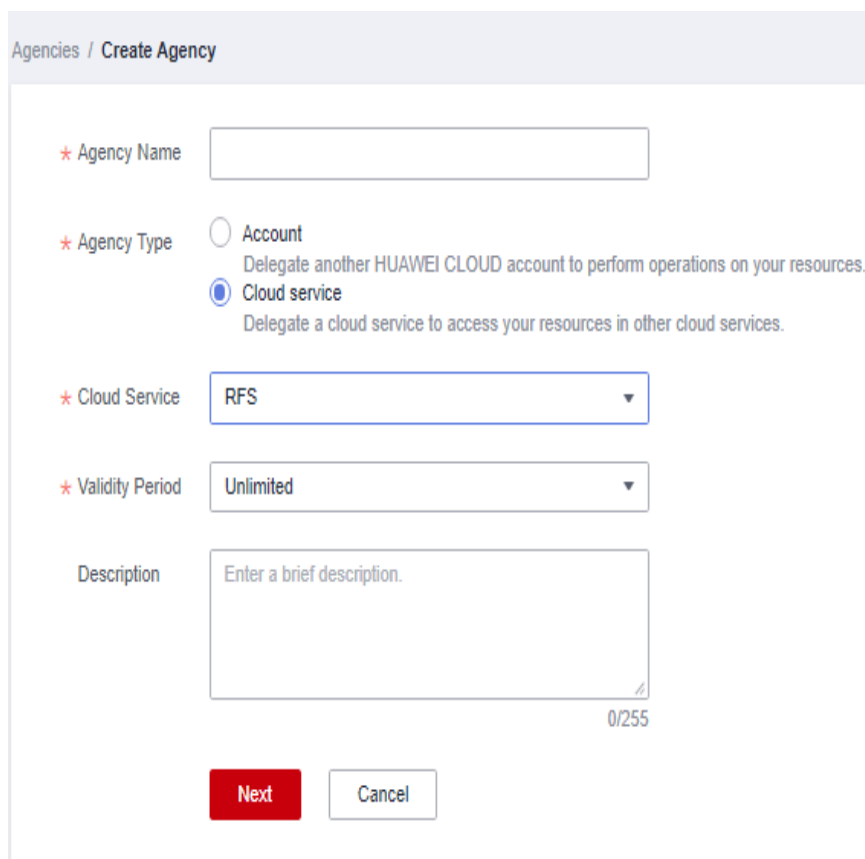 Agencies / Create Agency
* Agency Name
* Agency Type
Account
Delegate another HUAWEI CLOUD account to perform operations on your resources.
Cloud service
Delegate a cloud service to access your resources in other cloud services.
* Cloud Service
RFS
* Validity Period
Unlimited
Description
Enter a brief description.
0/255
Next
Cancel